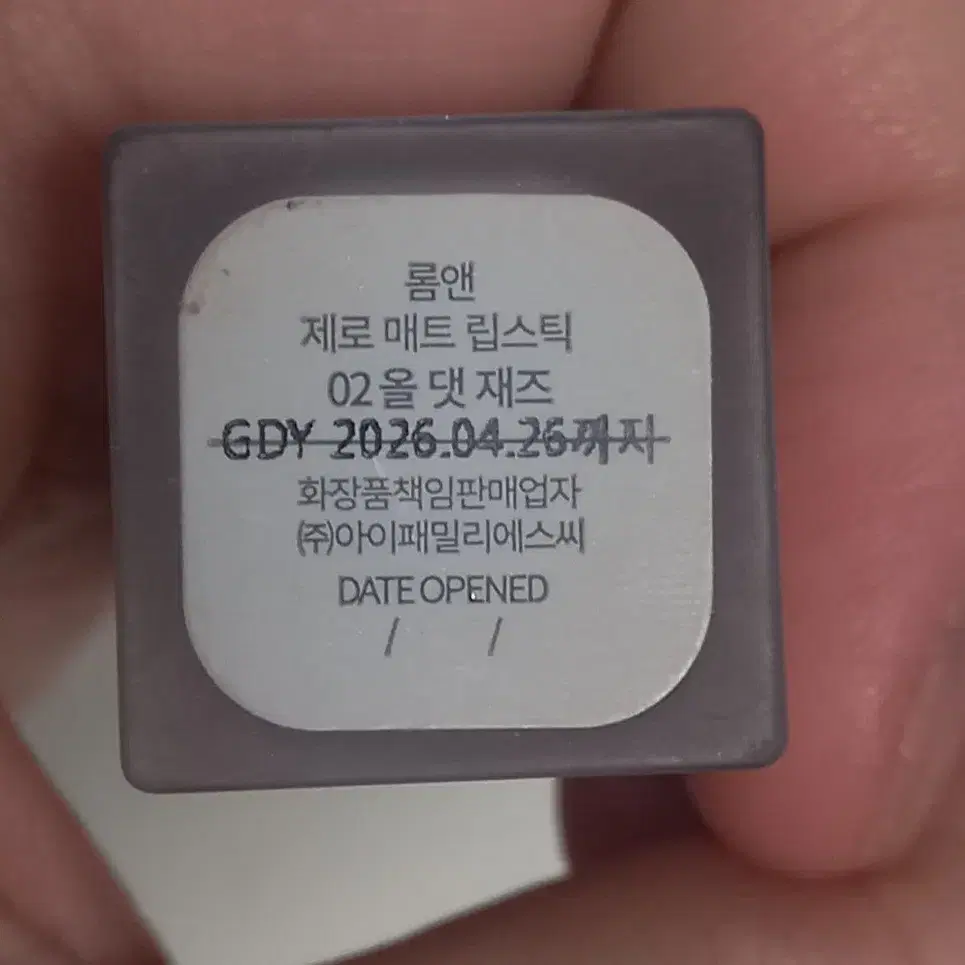 롬앤
제로 매트 립스틱
02 올 댓 재즈
GDY 2026.04.26까지
화장품책임판매업자
㈜아이패밀리에스씨
DATE OPENED
/ /